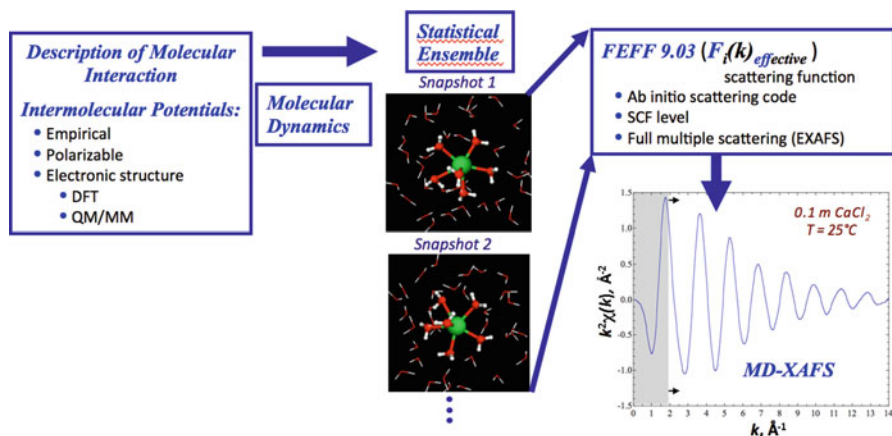 Description of Molecular
Interaction
Intermolecular Potentials:
• Empirical
• Polarizable
• Electronic structure
• DFT
• QM/MM
Molecular
Dynamics
Statistical
Ensemble
Snapshot 1
Snapshot 2
FEFF 9.03 (Fi(k)effective )
scattering function
• Ab initio scattering code
• SCF level
• Full multiple scattering (EXAFS)
1.5
1.0
0.5
0.0
-0.5
-1.0
-1.5
k²χ(k), Å⁻²
0.1 m CaCl₂
T = 25°C
MD-XAFS
0 1 2 3 4 5 6 7 8 9 10 11 12 13 14
k, Å⁻¹